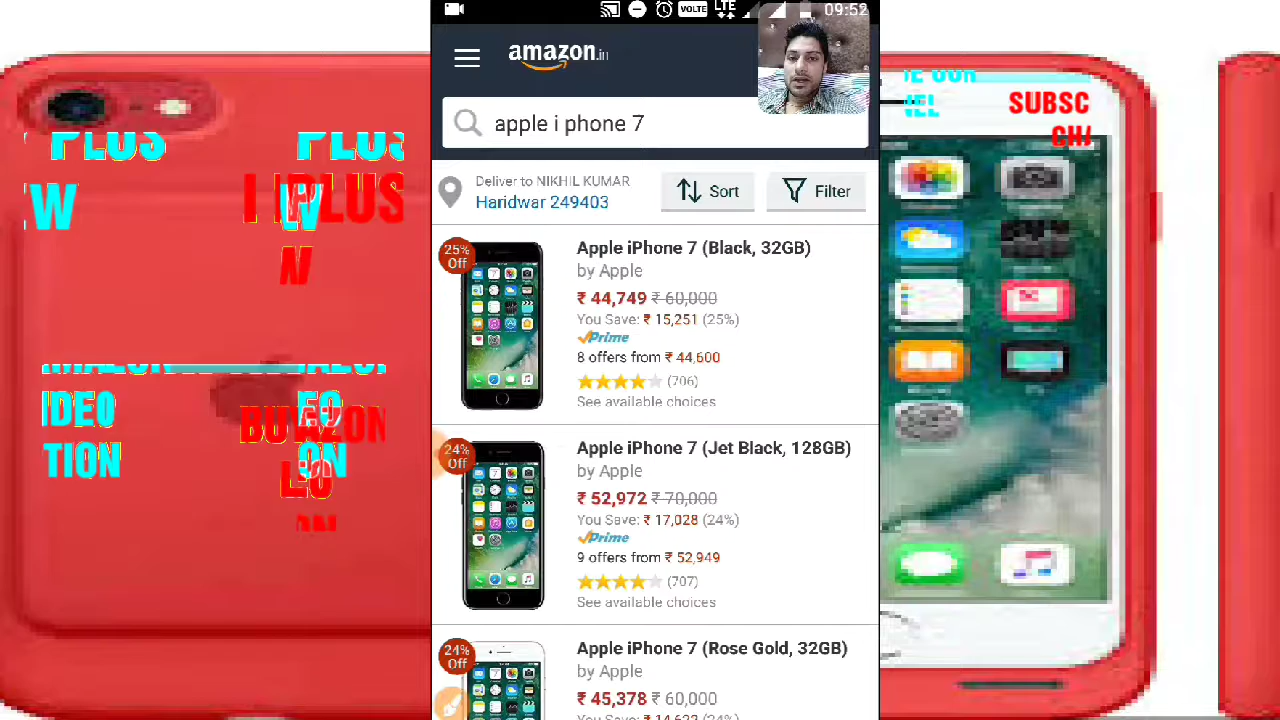 VOLTE LTE 09:52
amazon.in
apple i phone 7
Deliver to NIKHIL KUMAR
Haridwar 249403
Sort
Filter
25% Off
Apple iPhone 7 (Black, 32GB)
by Apple
₹ 44,749 ₹ 60,000
You Save: ₹ 15,251 (25%)
Prime
8 offers from ₹ 44,600
(706)
See available choices
24% Off
Apple iPhone 7 (Jet Black, 128GB)
by Apple
₹ 52,972 ₹ 70,000
You Save: ₹ 17,028 (24%)
Prime
9 offers from ₹ 52,949
(707)
See available choices
24% Off
Apple iPhone 7 (Rose Gold, 32GB)
by Apple
₹ 45,378 ₹ 60,000
PLUS
SUBSC